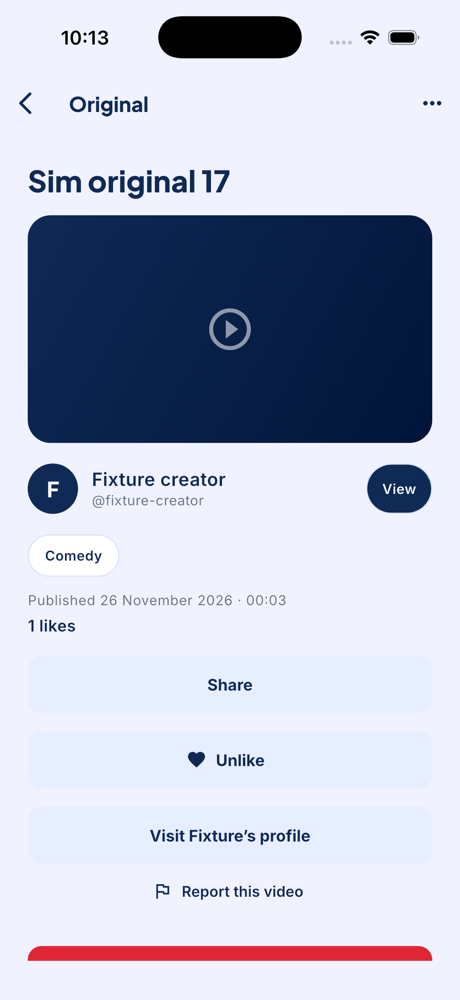 10:13
Original
Sim original 17
F
Fixture creator
@fixture-creator
View
Comedy
Published 26 November 2026 · 00:03
1 likes
Share
Unlike
Visit Fixture’s profile
Report this video